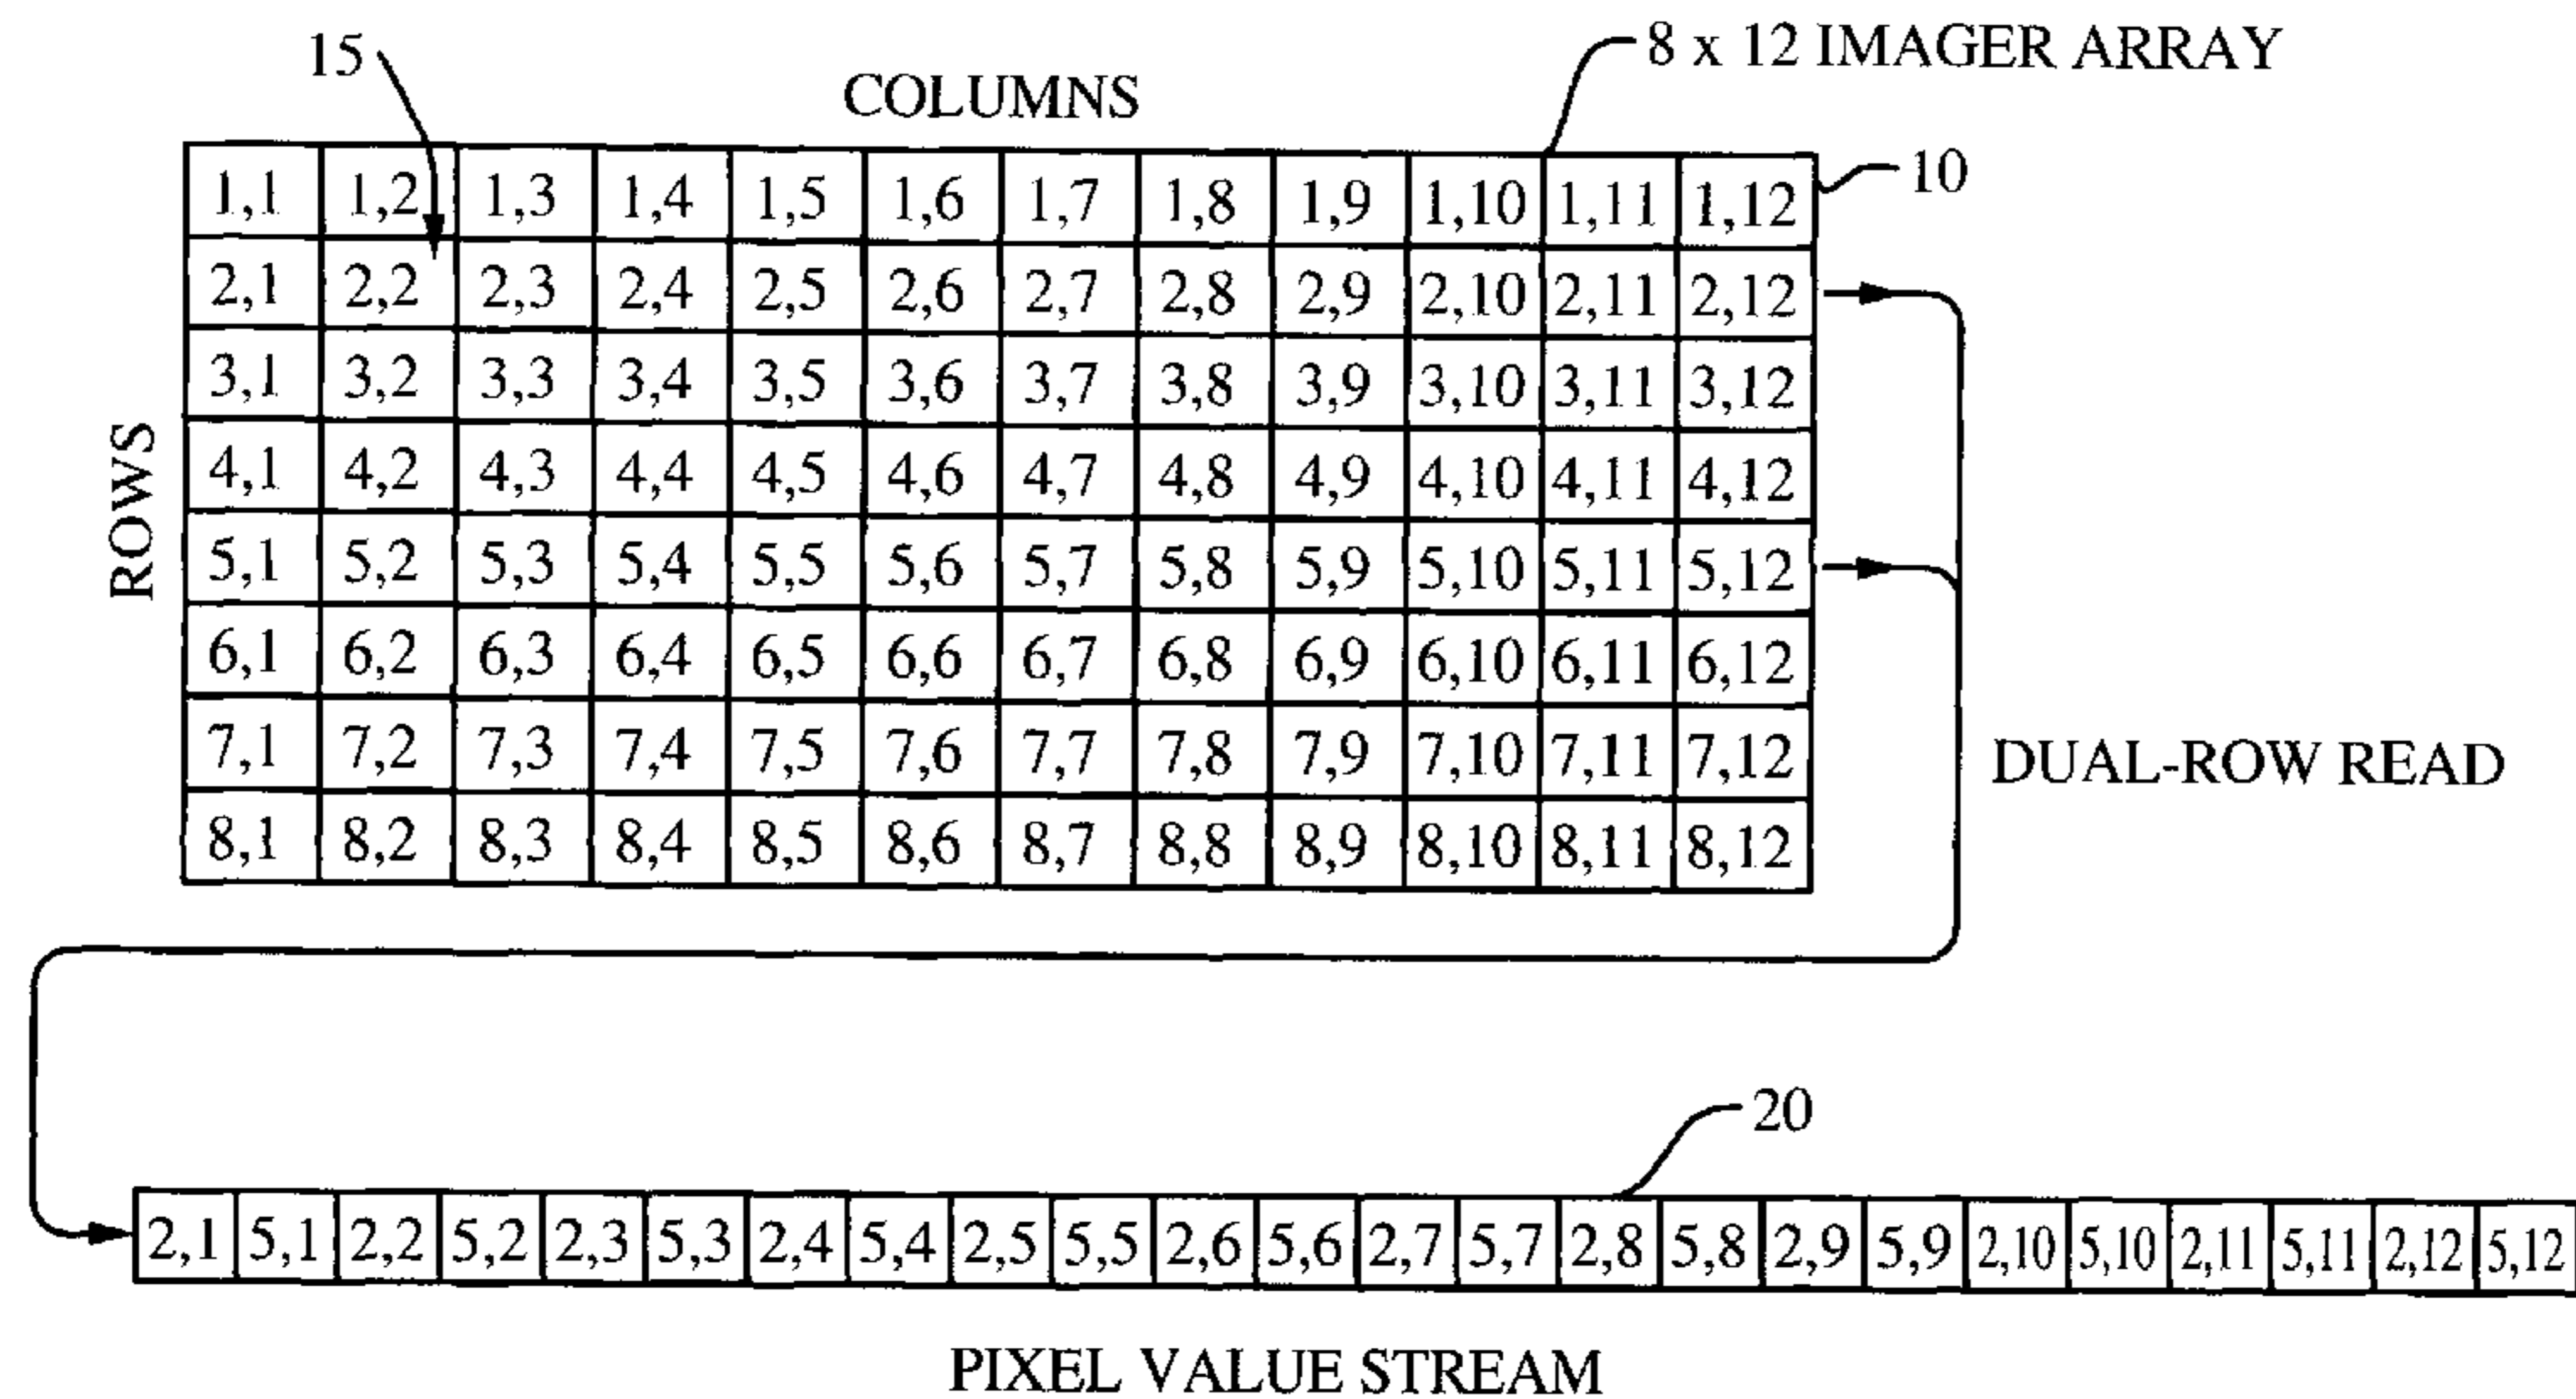 15
8 x 12 IMAGER ARRAY
COLUMNS
10
1,1 1,2 1,3 1,4 1,5 1,6 1,7 1,8 1,9 1,10 1,11 1,12
2,1 2,2 2,3 2,4 2,5 2,6 2,7 2,8 2,9 2,10 2,11 2,12
3,1 3,2 3,3 3,4 3,5 3,6 3,7 3,8 3,9 3,10 3,11 3,12
4,1 4,2 4,3 4,4 4,5 4,6 4,7 4,8 4,9 4,10 4,11 4,12
5,1 5,2 5,3 5,4 5,5 5,6 5,7 5,8 5,9 5,10 5,11 5,12
6,1 6,2 6,3 6,4 6,5 6,6 6,7 6,8 6,9 6,10 6,11 6,12
7,1 7,2 7,3 7,4 7,5 7,6 7,7 7,8 7,9 7,10 7,11 7,12
8,1 8,2 8,3 8,4 8,5 8,6 8,7 8,8 8,9 8,10 8,11 8,12
ROWS
DUAL-ROW READ
20
2,1 5,1 2,2 5,2 2,3 5,3 2,4 5,4 2,5 5,5 2,6 5,6 2,7 5,7 2,8 5,8 2,9 5,9 2,10 5,10 2,11 5,11 2,12 5,12
PIXEL VALUE STREAM